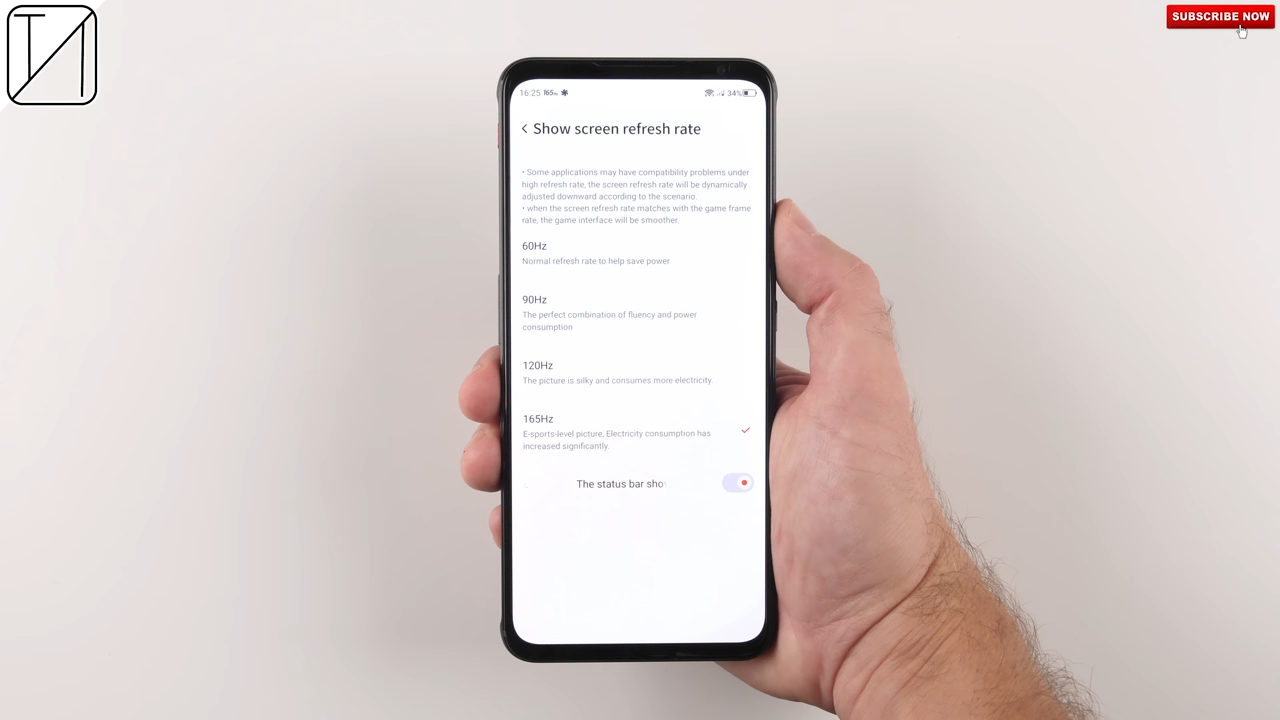 SUBSCRIBE NOW
16:25 165Hz 34%
Show screen refresh rate
• Some applications may have compatibility problems under
high refresh rate, the screen refresh rate will be dynamically
adjusted downward according to the scenario.
• when the screen refresh rate matches with the game frame
rate, the game interface will be smoother.
60Hz
Normal refresh rate to help save power
90Hz
The perfect combination of fluency and power
consumption
120Hz
The picture is silky and consumes more electricity.
165Hz
E-sports-level picture, Electricity consumption has
increased significantly.
The status bar sho